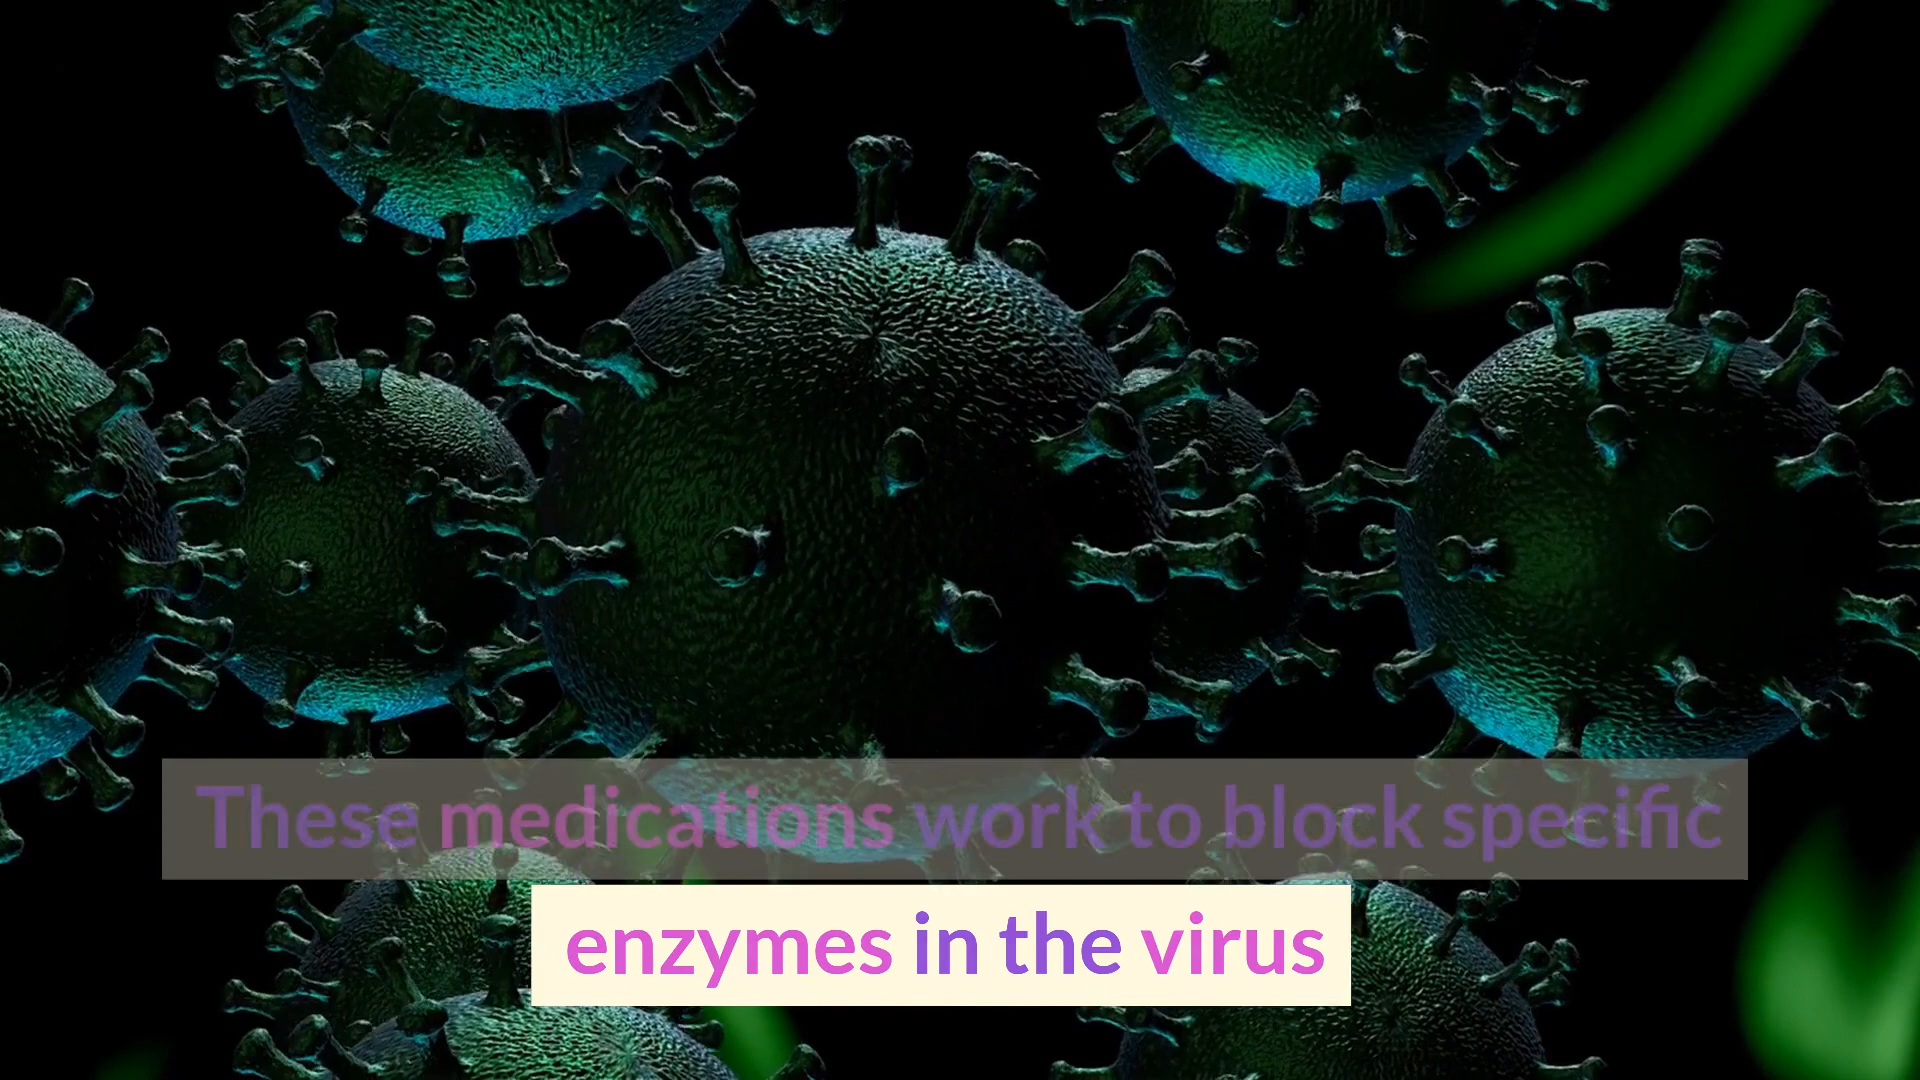 These medications work to block specific
enzymes in the virus